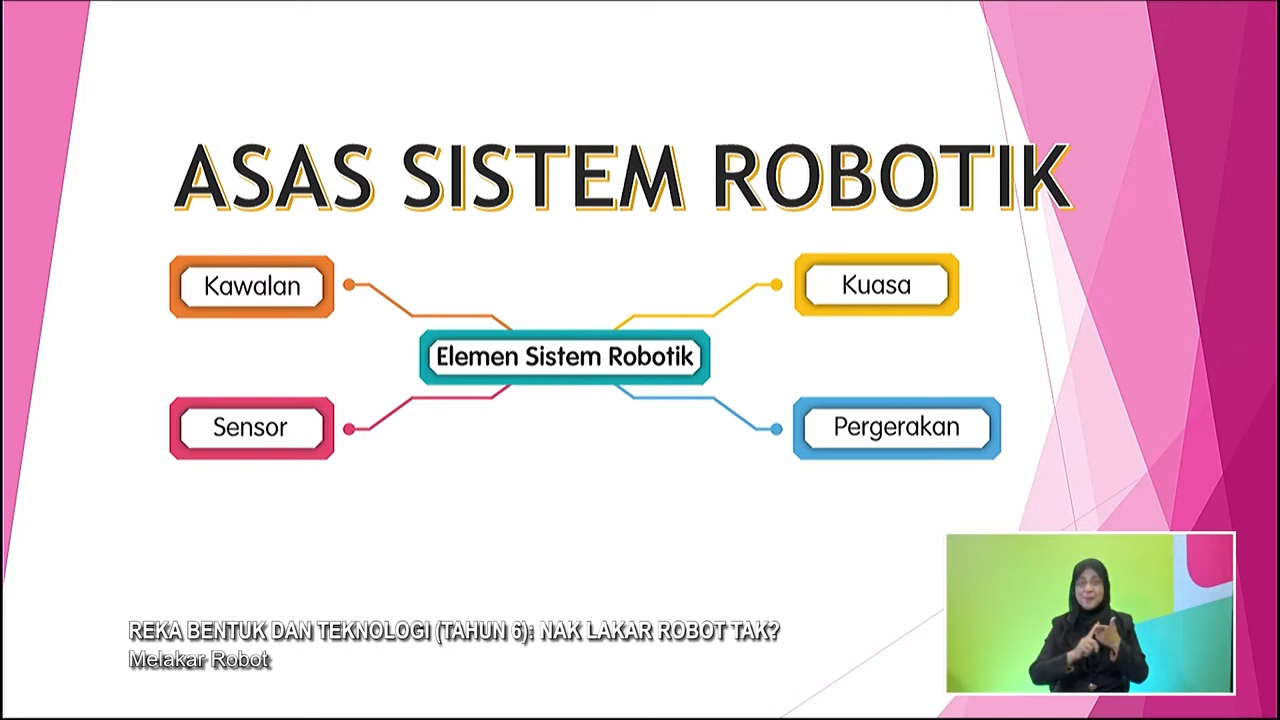 ASAS SISTEM ROBOTIK
Kawalan
Kuasa
Elemen Sistem Robotik
Sensor
Pergerakan
REKA BENTUK DAN TEKNOLOGI (TAHUN 6): NAK LAKAR ROBOT TAK?
Melakar Robot